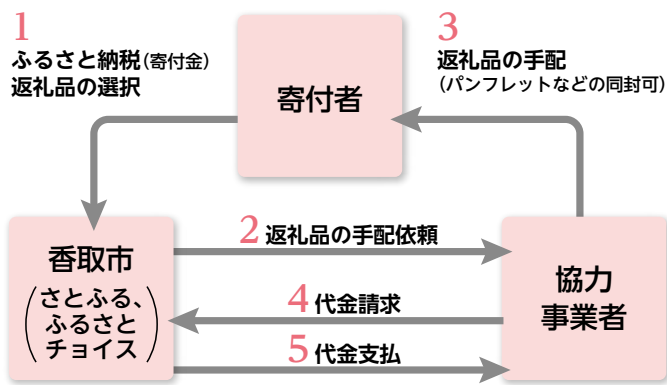 1
ふるさと納税(寄付金)
返礼品の選択
3
返礼品の手配
(パンフレットなどの同封可)
寄付者
2 返礼品の手配依頼
香取市
(さとふる、
ふるさと
チョイス)
協力
事業者
4 代金請求
5 代金支払